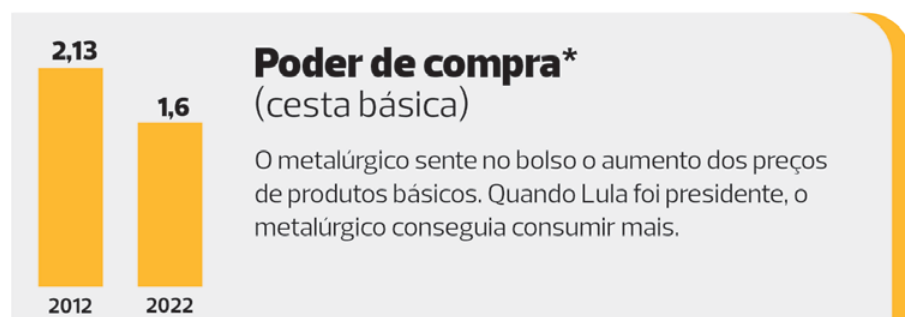 2,13
1,6
2012
2022
Poder de compra*
(cesta básica)
O metalúrgico sente no bolso o aumento dos preços
de produtos básicos. Quando Lula foi presidente, o
metalúrgico conseguia consumir mais.